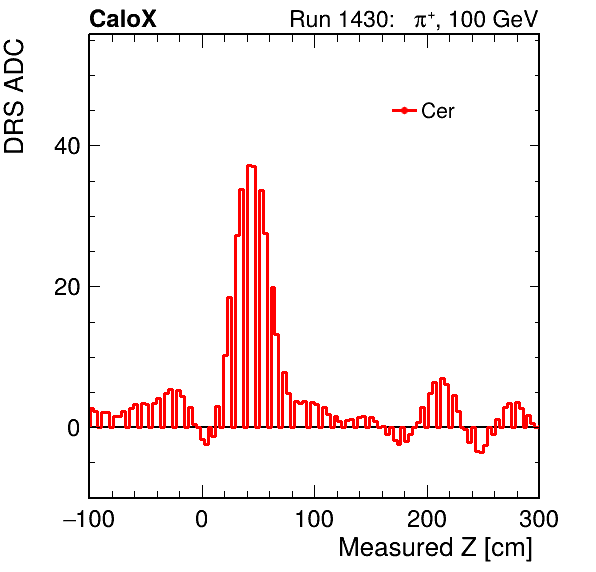 CaloX Run 1430: π⁺, 100 GeV
DRS ADC
Cer
40
20
0
−100 0 100 200 300
Measured Z [cm]